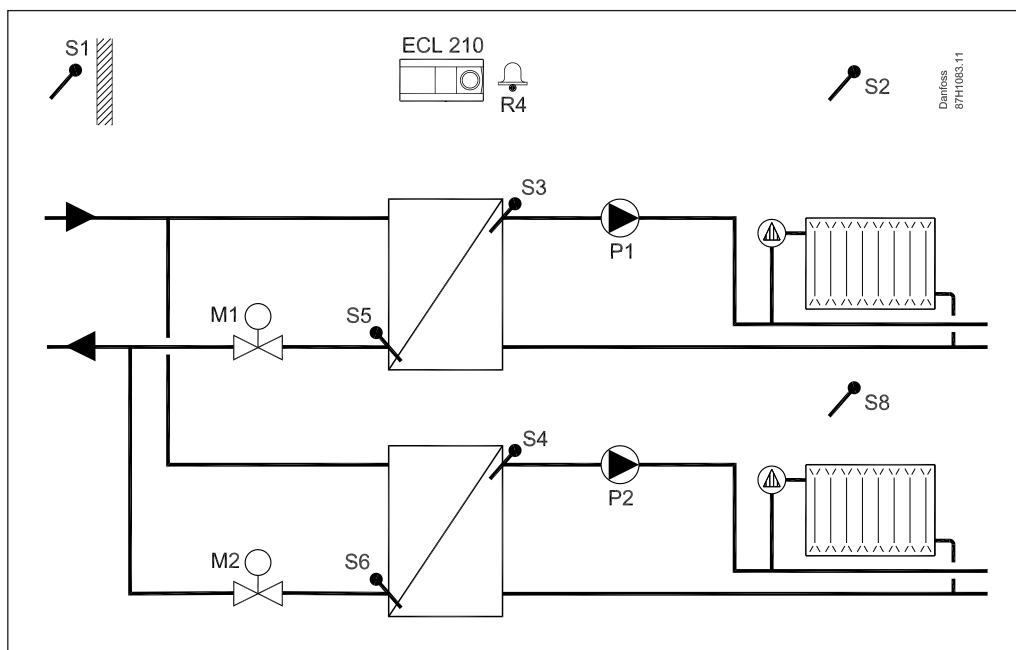 S1
ECL 210
R4
S2
Danfoss
87H1083.11
S3
P1
M1
S5
S8
S4
P2
M2
S6